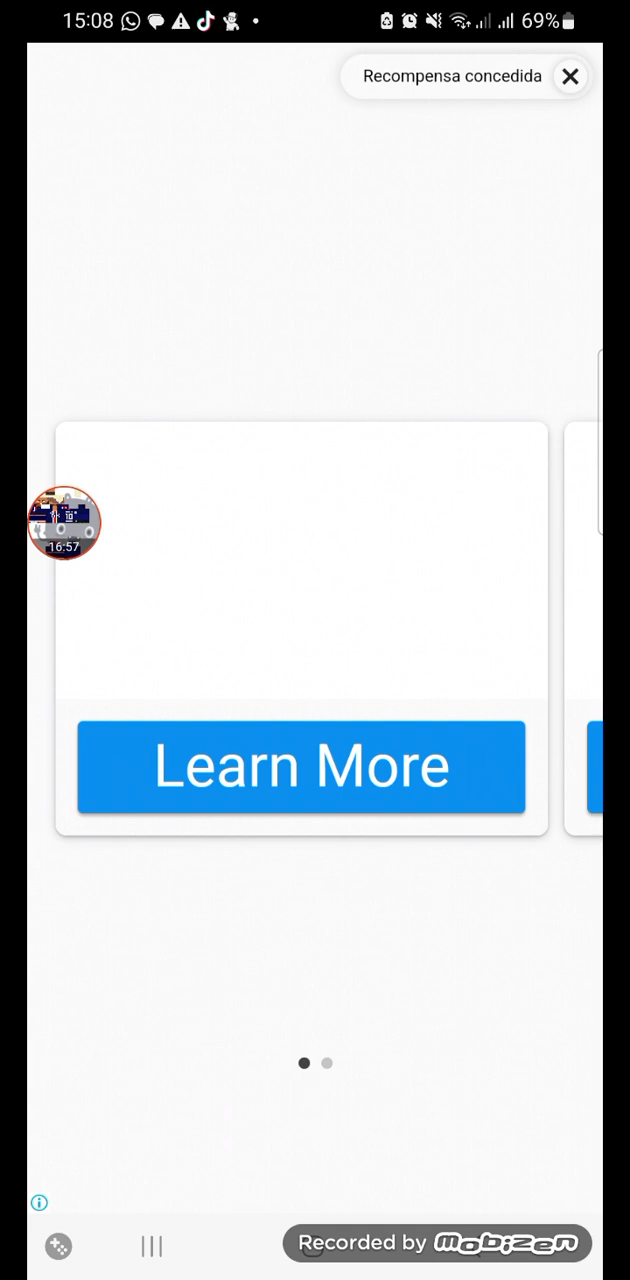 15:08
69%
Recompensa concedida
16:57
Learn More
Recorded by mobizen